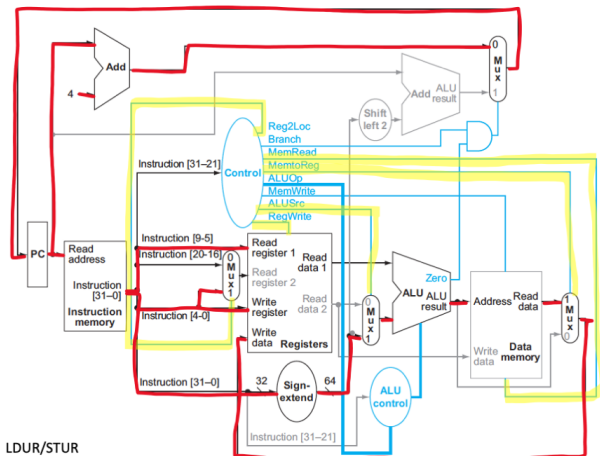 0
M
u
x
1
Add
4
Add
ALU
result
Shift
left 2
Reg2Loc
Branch
MemRead
MemtoReg
ALUOp
MemWrite
ALUSrc
RegWrite
Control
Instruction [31–21]
PC
Read
address
Instruction
[31–0]
Instruction
memory
Instruction [9-5]
Instruction [20-16]
Instruction [4-0]
0
M
u
x
1
Read
register 1
Read
register 2
Write
register
Write
data
Read
data 1
Read
data 2
Registers
0
M
u
x
1
Zero
ALU
ALU
result
Address
Read
data
Write
data
Data
memory
1
M
u
x
0
Instruction [31–0]
32
Sign-
extend
64
ALU
control
Instruction [31–21]
LDUR/STUR